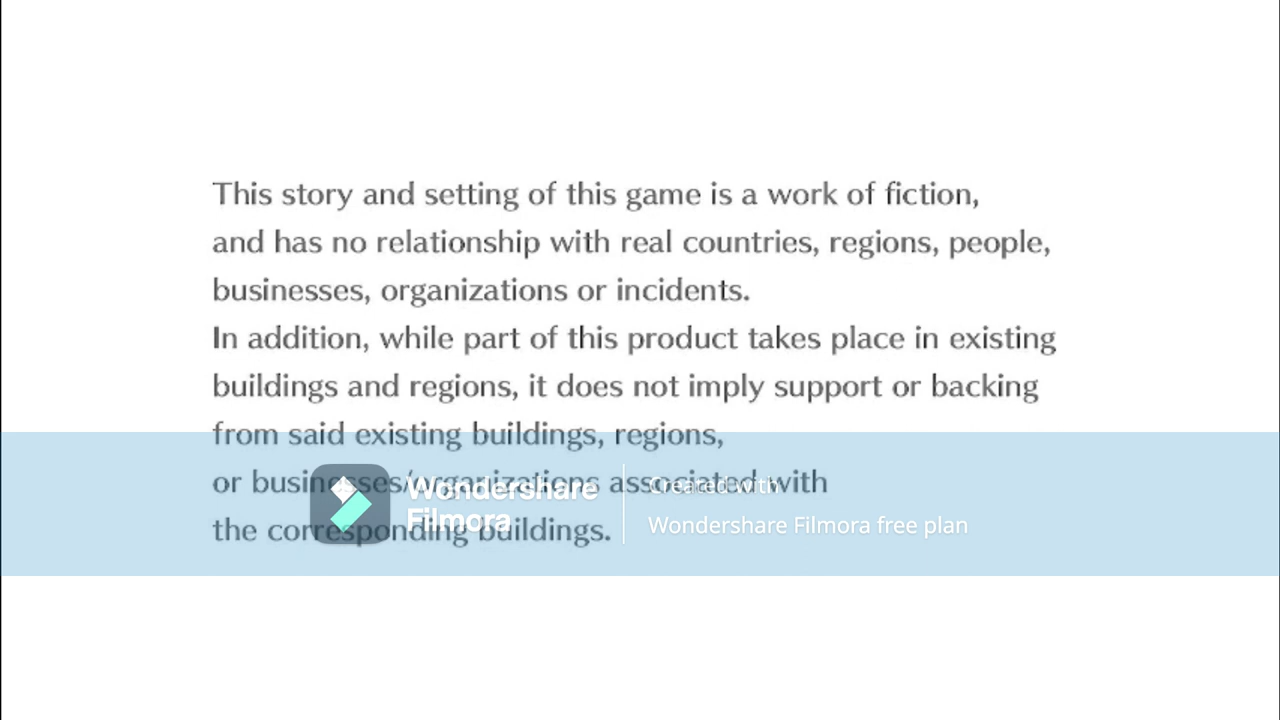 This story and setting of this game is a work of fiction,
and has no relationship with real countries, regions, people,
businesses, organizations or incidents.
In addition, while part of this product takes place in existing
buildings and regions, it does not imply support or backing
from said existing buildings, regions,
or businesses/organizations associated with
the corresponding buildings.
Wondershare
Filmora
Created with
Wondershare Filmora free plan